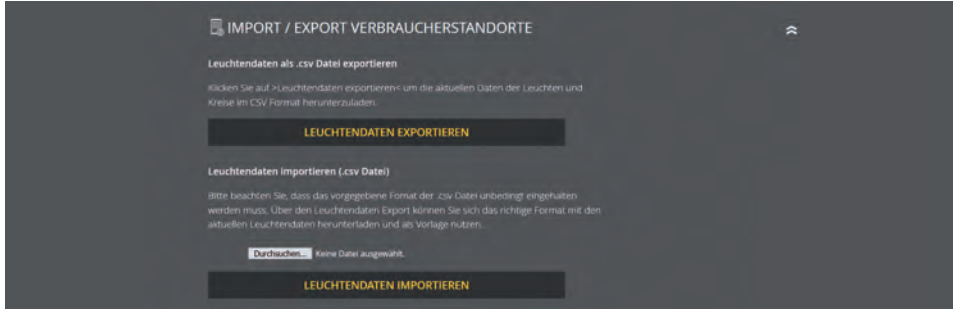 IMPORT / EXPORT VERBRAUCHERSTANDORTE
Leuchtendaten als .csv Datei exportieren
Klicken Sie auf >Leuchtendaten exportieren< um die aktuellen Daten der Leuchten und
Kreise im CSV Format herunterzuladen.
LEUCHTENDATEN EXPORTIEREN
Leuchtendaten importieren (.csv Datei)
Bitte beachten Sie, dass das vorgegebene Fomat der .csv Datei unbedingt eingehalten
werden muss. Über den Leuchtendaten Export können Sie sich das richtige Format mit den
aktuellen Leuchtendaten herunterladen und als Vorlage nutzen.
Durchsuchen... Keine Datei ausgewählt.
LEUCHTENDATEN IMPORTIEREN